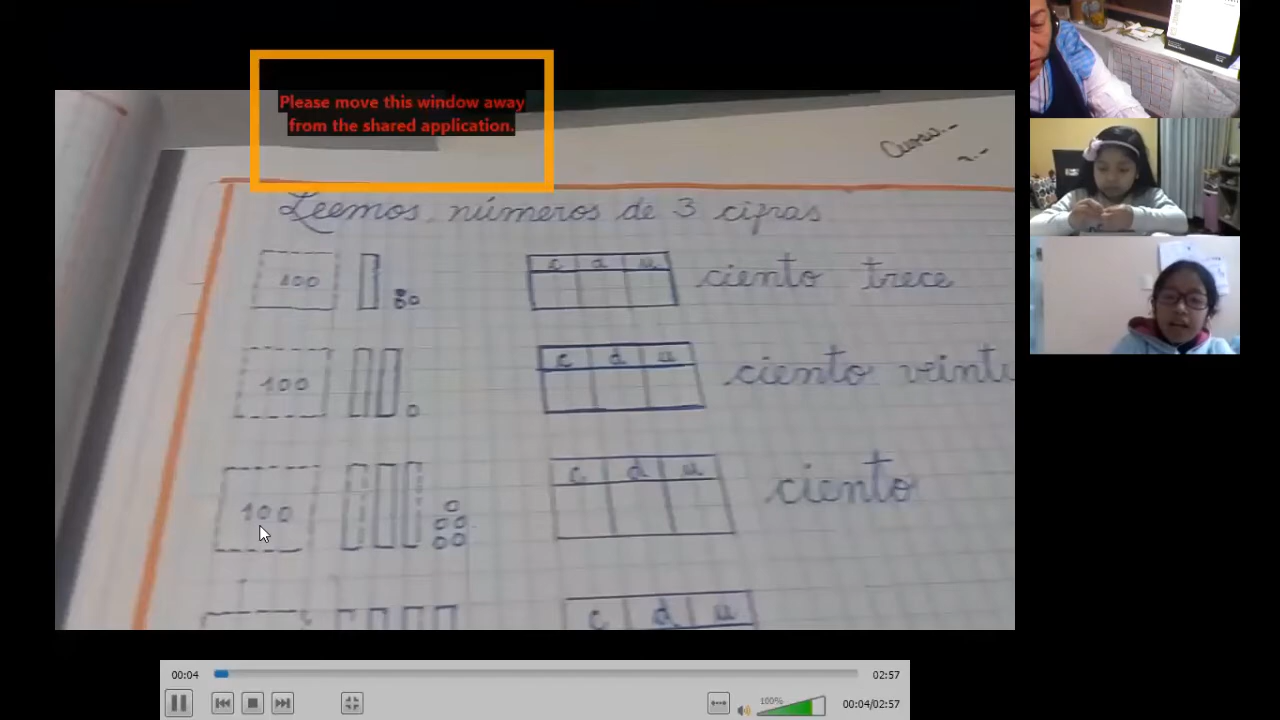 Please move this window away
from the shared application.
Leemos números de 3 cifras
100
c d u
ciento trece
100
c d u
ciento
100
c d u
ciento
c d u
00:04
02:57
100%
00:04/02:57